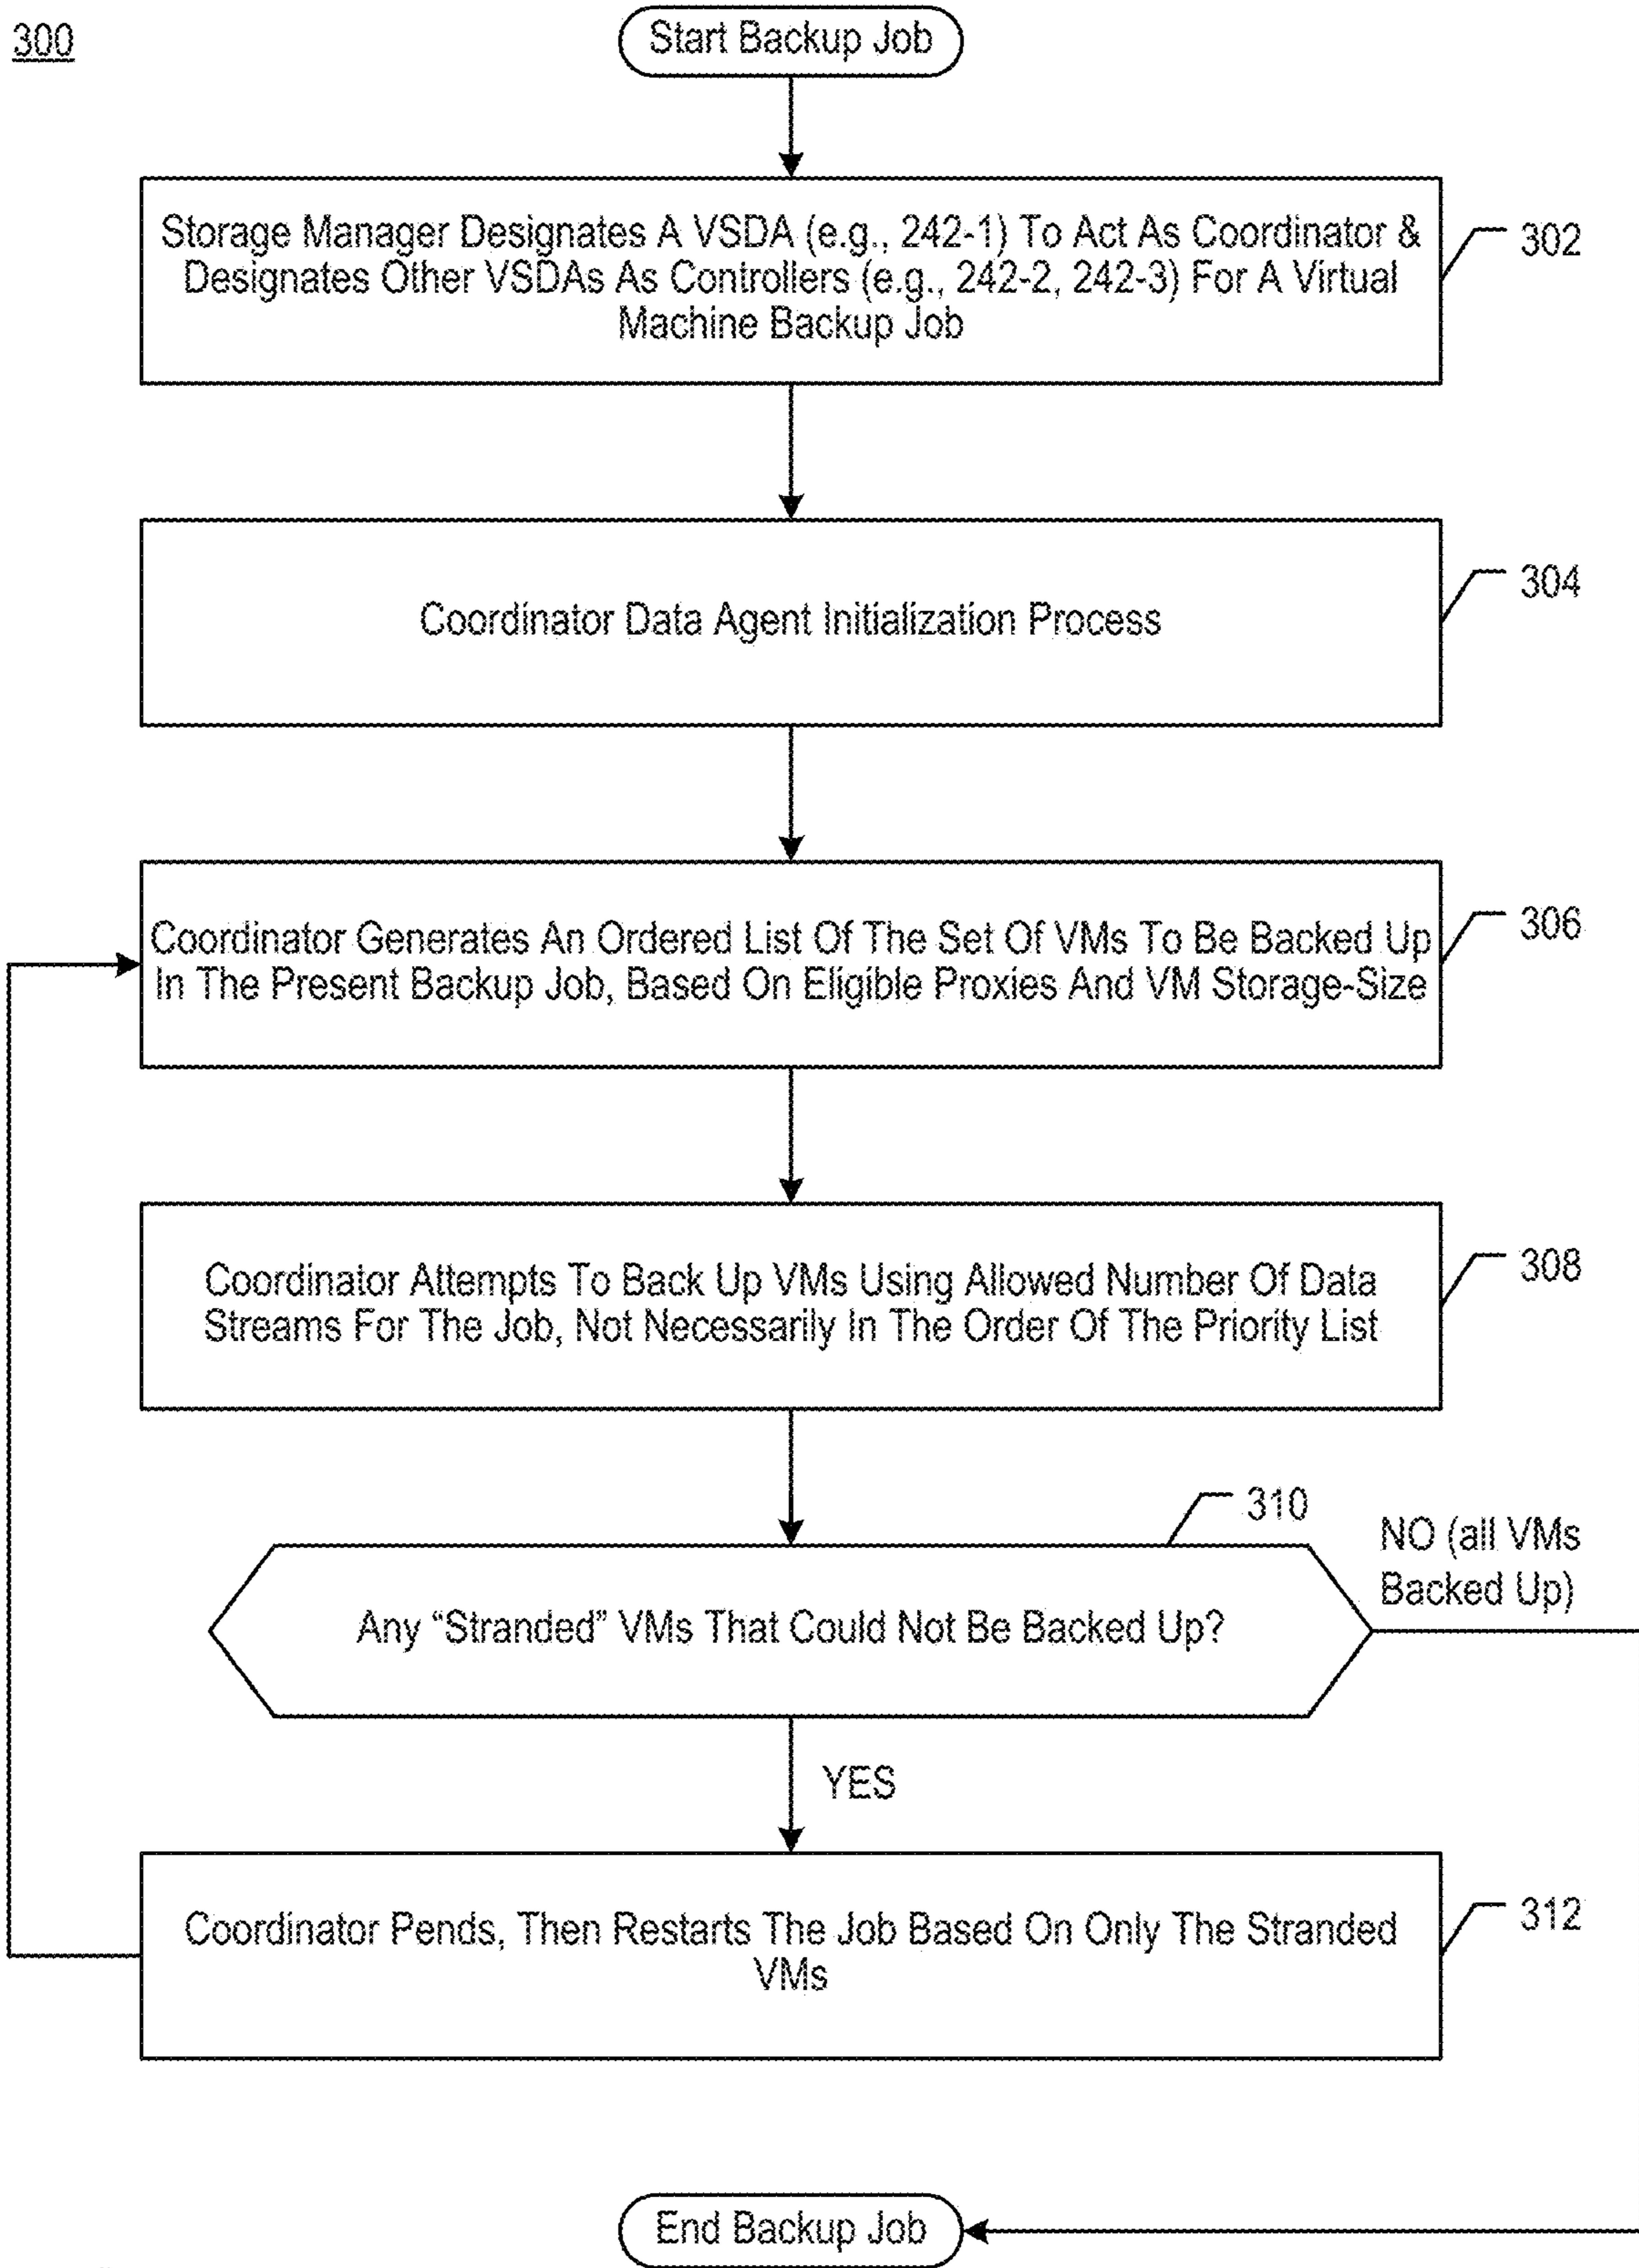 300
Start Backup Job
Storage Manager Designates A VSDA (e.g., 242-1) To Act As Coordinator &
Designates Other VSDAs As Controllers (e.g., 242-2, 242-3) For A Virtual
Machine Backup Job
302
Coordinator Data Agent Initialization Process
304
Coordinator Generates An Ordered List Of The Set Of VMs To Be Backed Up
In The Present Backup Job, Based On Eligible Proxies And VM Storage-Size
306
Coordinator Attempts To Back Up VMs Using Allowed Number Of Data
Streams For The Job, Not Necessarily In The Order Of The Priority List
308
310
NO (all VMs
Backed Up)
Any “Stranded” VMs That Could Not Be Backed Up?
YES
Coordinator Pends, Then Restarts The Job Based On Only The Stranded
VMs
312
End Backup Job